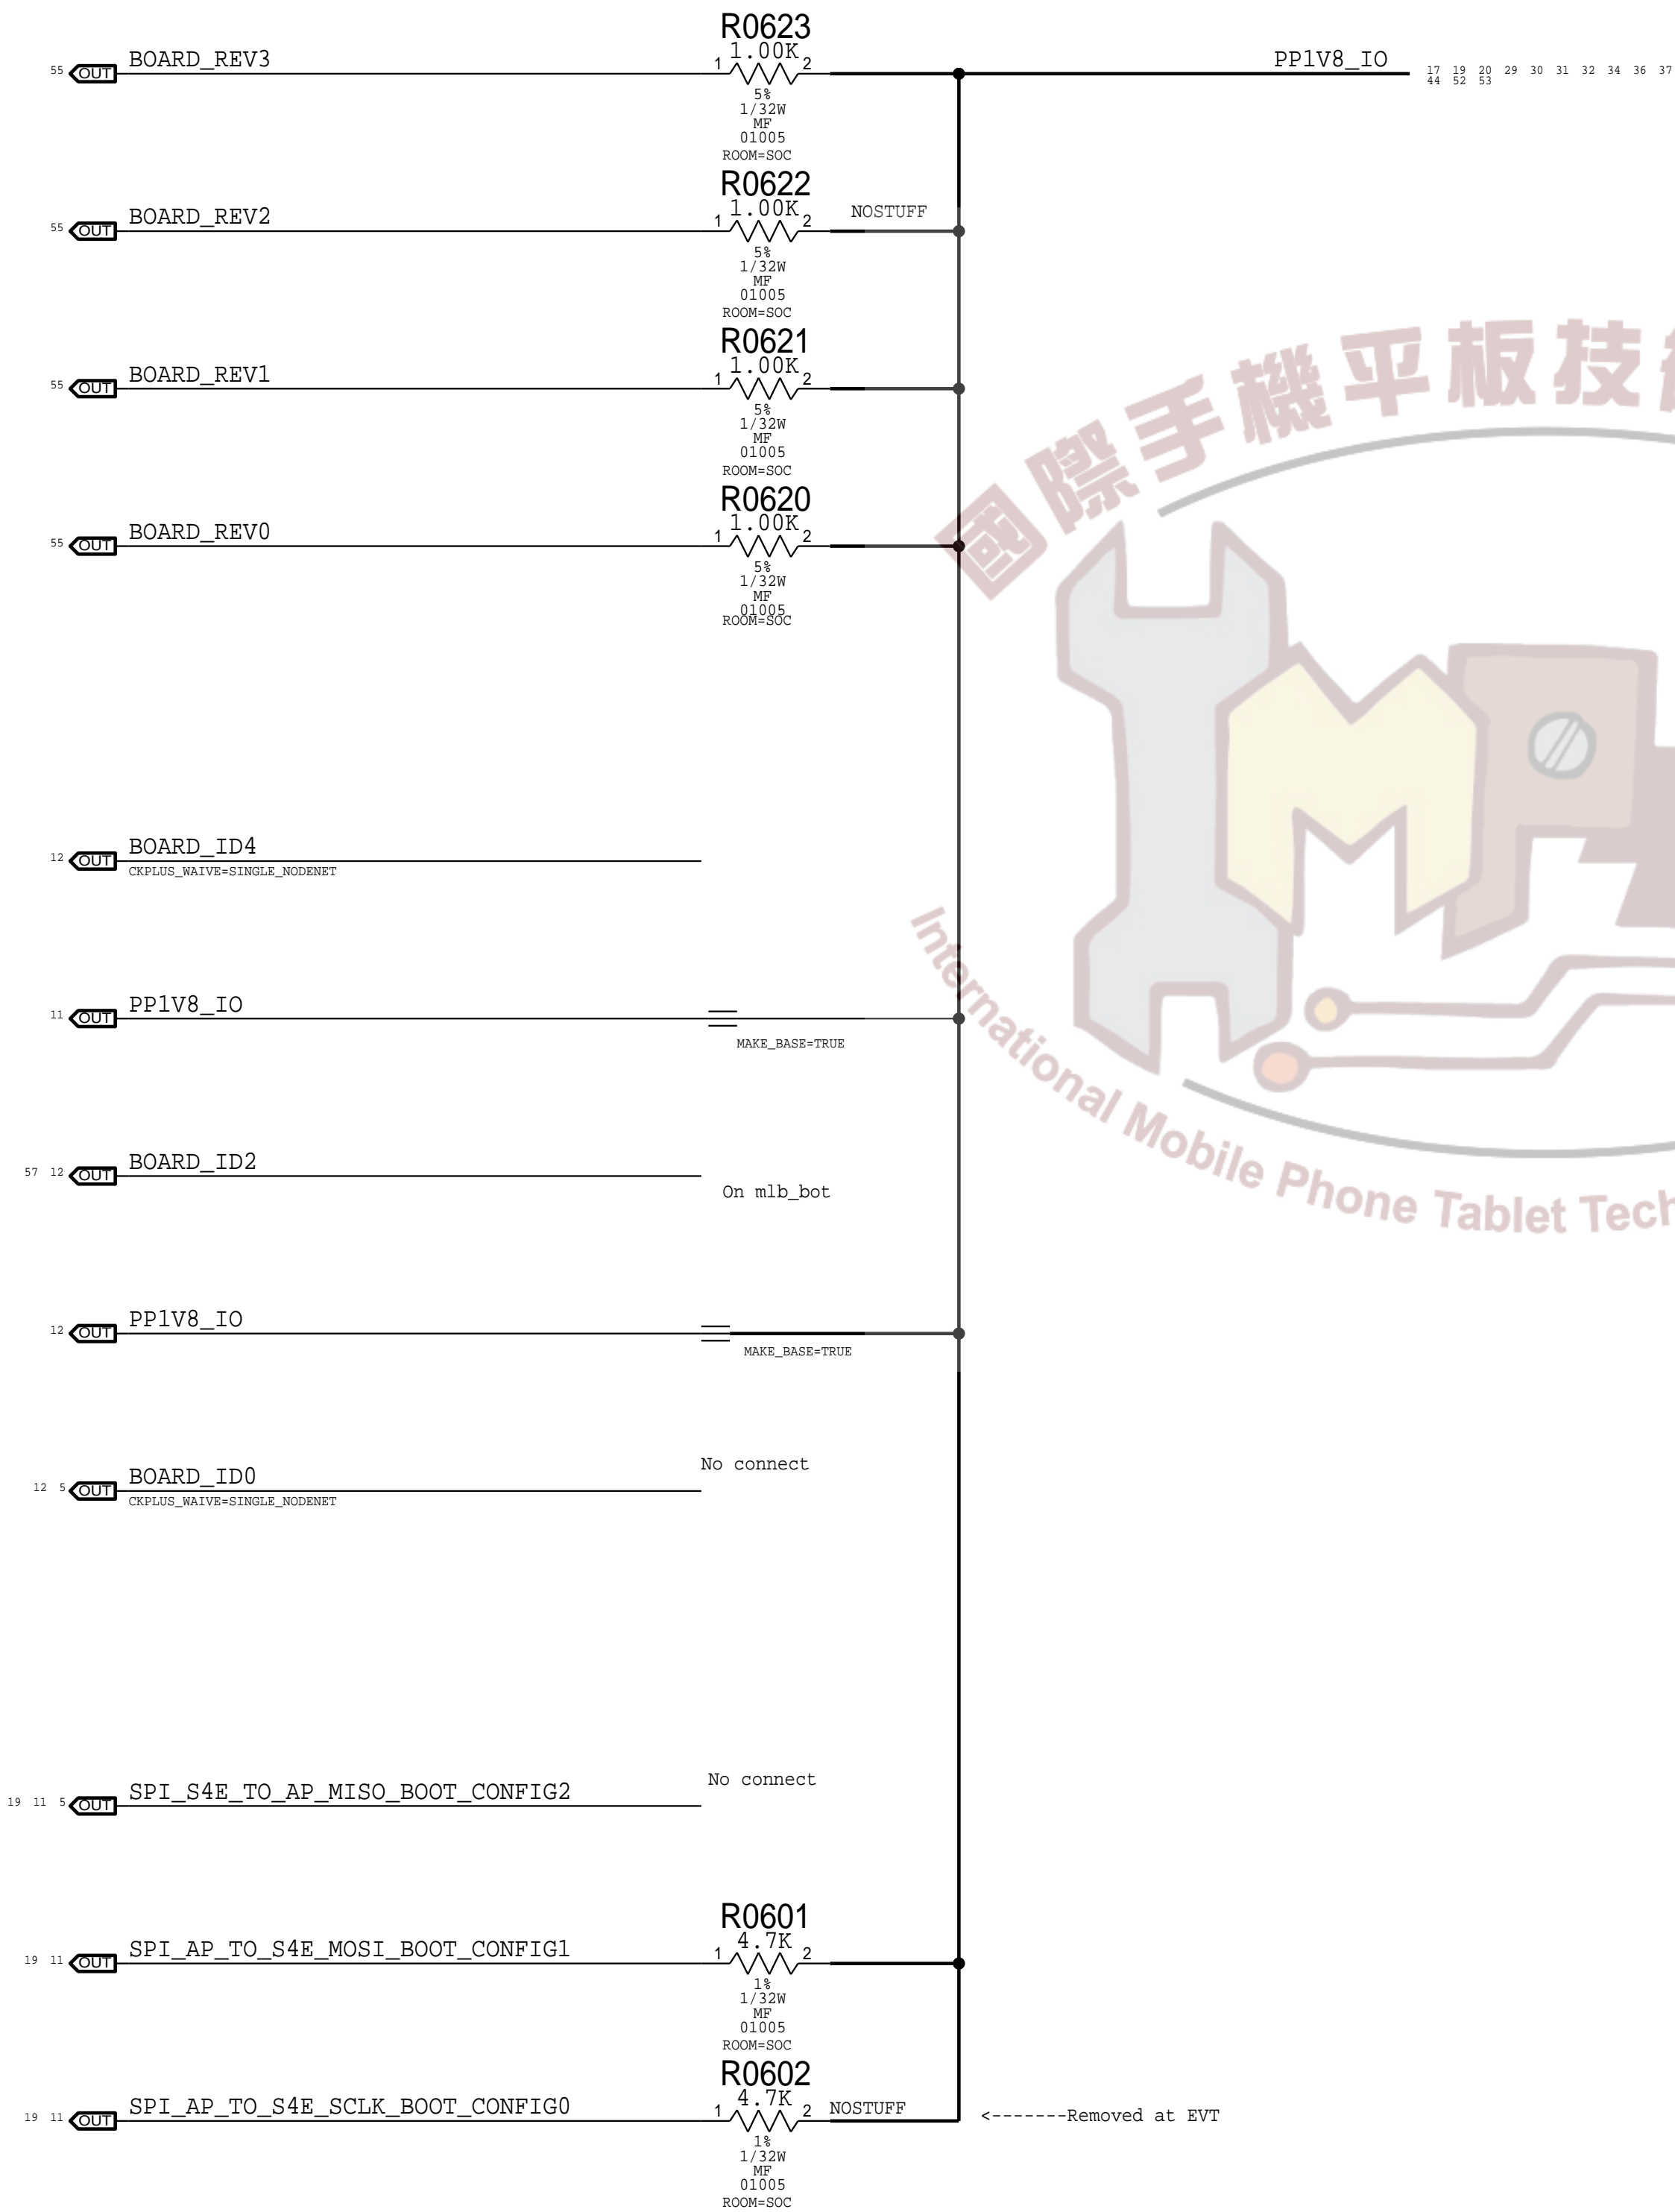 R0623
BOARD_REV3
1.00K
PP1V8_IO
55 OUT
1 2
17 19 20 29 30 31 32 34 36 37
44 52 53
5%
1/32W
MF
01005
ROOM=SOC
R0622
BOARD_REV2
1.00K
NOSTUFF
55 OUT
1 2
5%
1/32W
MF
01005
ROOM=SOC
R0621
BOARD_REV1
1.00K
55 OUT
1 2
5%
1/32W
MF
01005
ROOM=SOC
R0620
BOARD_REV0
1.00K
55 OUT
1 2
5%
1/32W
MF
01005
ROOM=SOC
國際手機平板技
BOARD_ID4
12 OUT
CKPLUS_WAIVE=SINGLE_NODENET
PP1V8_IO
11 OUT
MAKE_BASE=TRUE
BOARD_ID2
57 12 OUT
On mlb_bot
International Mobile Phone Tablet Tech
PP1V8_IO
12 OUT
MAKE_BASE=TRUE
No connect
BOARD_ID0
12 5 OUT
CKPLUS_WAIVE=SINGLE_NODENET
No connect
SPI_S4E_TO_AP_MISO_BOOT_CONFIG2
19 11 5 OUT
R0601
SPI_AP_TO_S4E_MOSI_BOOT_CONFIG1
4.7K
19 11 OUT
1 2
1%
1/32W
MF
01005
ROOM=SOC
R0602
SPI_AP_TO_S4E_SCLK_BOOT_CONFIG0
4.7K
NOSTUFF
19 11 OUT
1 2
<-------Removed at EVT
1%
1/32W
MF
01005
ROOM=SOC